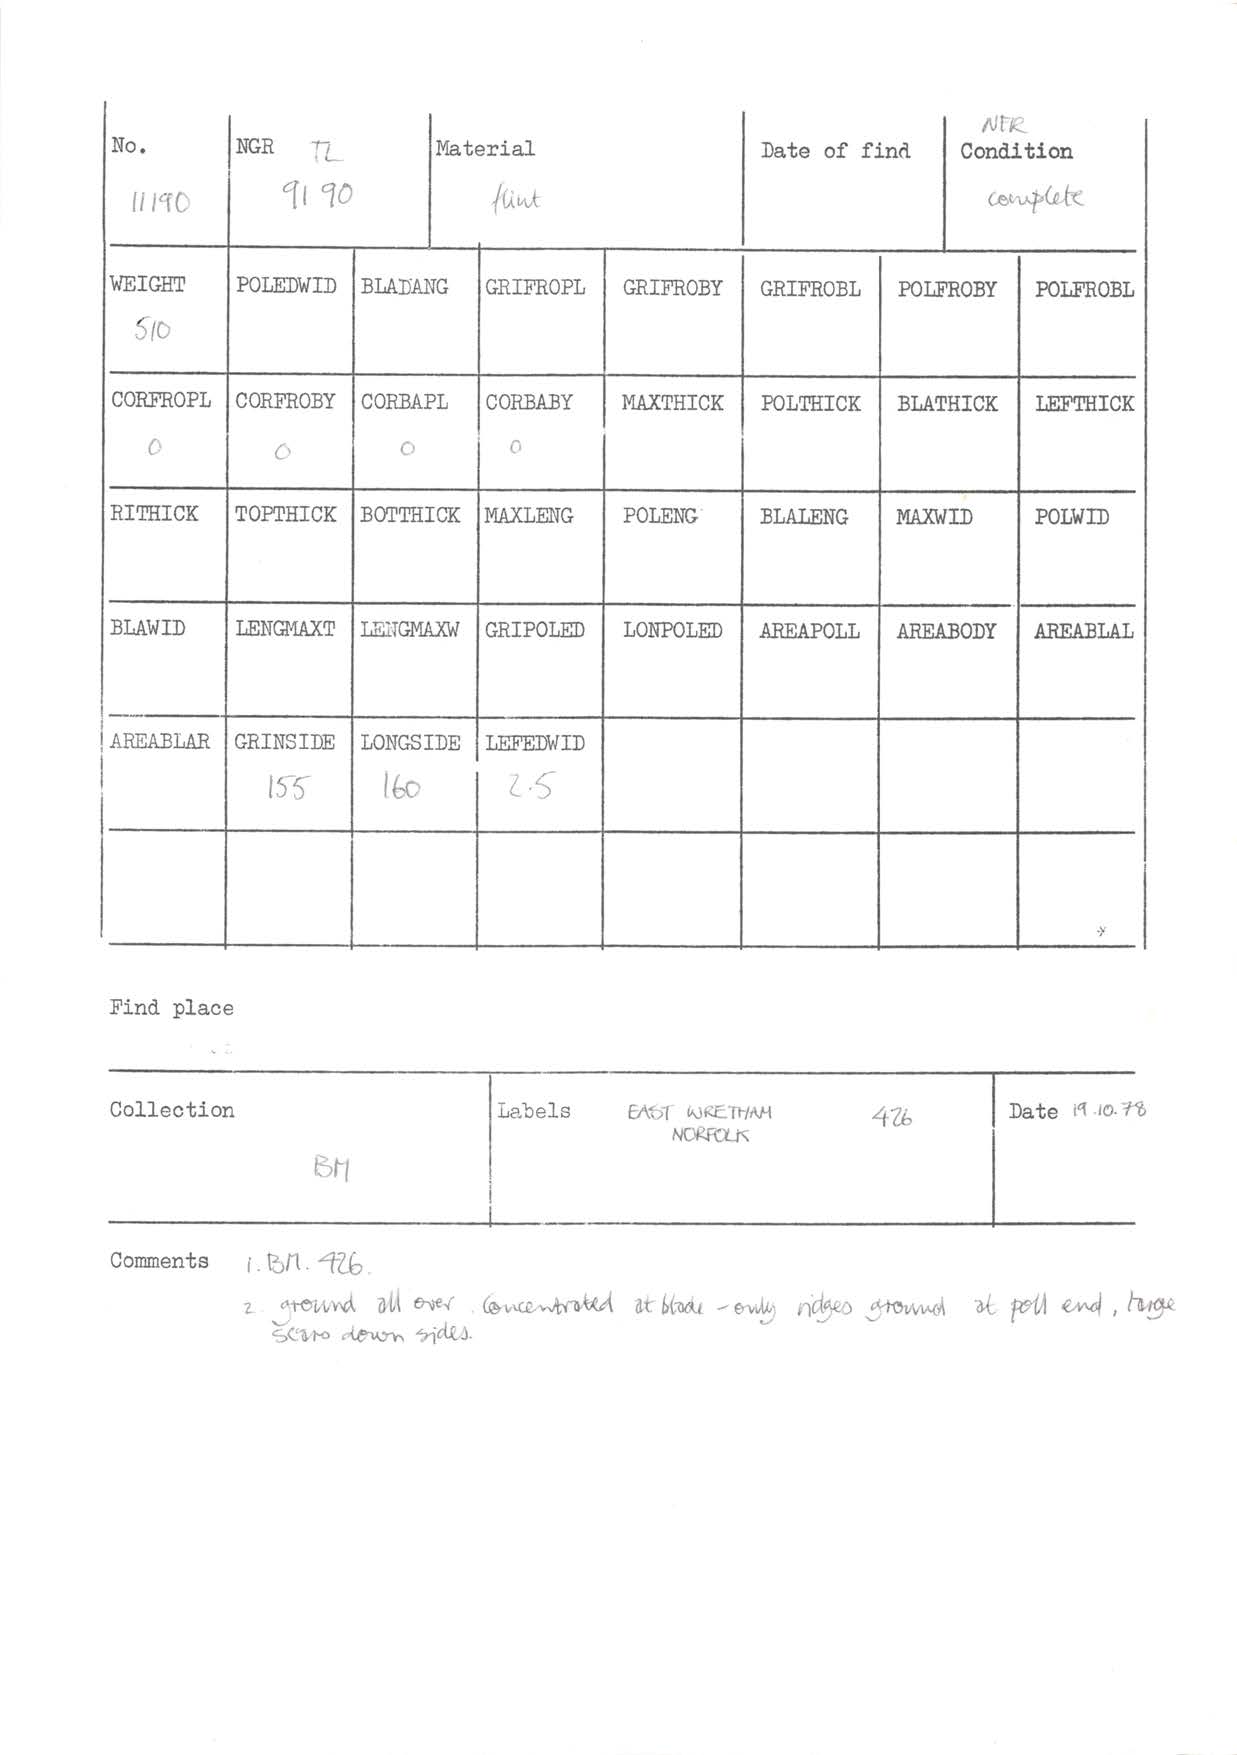 No. NGR TL Material Date of find NFR
Condition
11190 91 90 flint complete
WEIGHT POLEDWID BLADANG GRIFROPL GRIFROBY GRIFROBL POLFROBY POLFROBL
510
CORFROPL CORFROBY CORBAPL CORBABY MAXTHICK POLTHICK BLATHICK LEFTHICK
0 0 0 0
RITHICK TOPTHICK BOTTHICK MAXLENG POLENG BLALENG MAXWID POLWID
BLAWID LENGMAXT LENGMAXW GRIPOLED LONPOLED AREAPOLL AREABODY AREABLAL
AREABLAR GRINSIDE LONGSIDE LEFEDWID
155 160 2.5
Find place
Collection Labels EAST WRETHAM 426 Date 19.10.78
NORFOLK
BM
Comments 1. BM. 426.
2. ground all over. Concentrated at blade - only ridges ground at poll end, large
scars down sides.